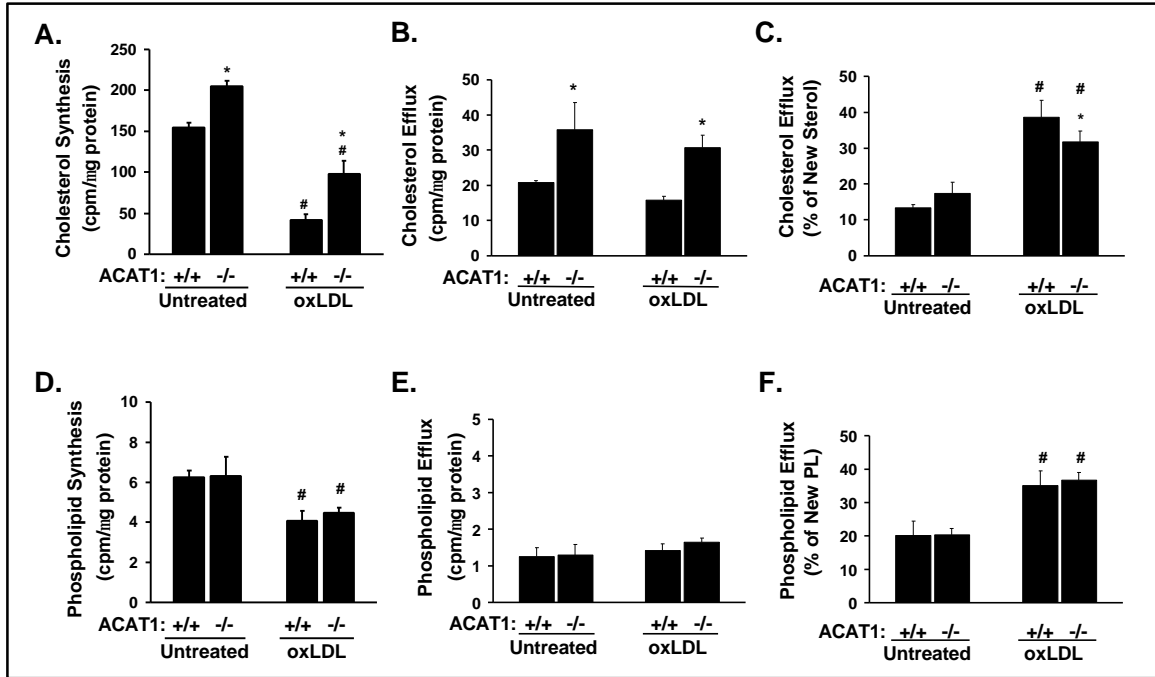 A.
Cholesterol Synthesis
(cpm/mg protein)
250
200
150
100
50
0
*
#
*
#
ACAT1: +/+ -/- +/+ -/-
Untreated oxLDL
B.
Cholesterol Efflux
(cpm/mg protein)
50
40
30
20
10
0
*
*
ACAT1: +/+ -/- +/+ -/-
Untreated oxLDL
C.
Cholesterol Efflux
(% of New Sterol)
50
40
30
20
10
0
#
#
*
ACAT1: +/+ -/- +/+ -/-
Untreated oxLDL
D.
Phospholipid Synthesis
(cpm/mg protein)
10
8
6
4
2
0
# #
ACAT1: +/+ -/- +/+ -/-
Untreated oxLDL
E.
Phospholipid Efflux
(cpm/mg protein)
5
4
3
2
1
0
ACAT1: +/+ -/- +/+ -/-
Untreated oxLDL
F.
Phospholipid Efflux
(% of New PL)
50
40
30
20
10
0
# #
ACAT1: +/+ -/- +/+ -/-
Untreated oxLDL